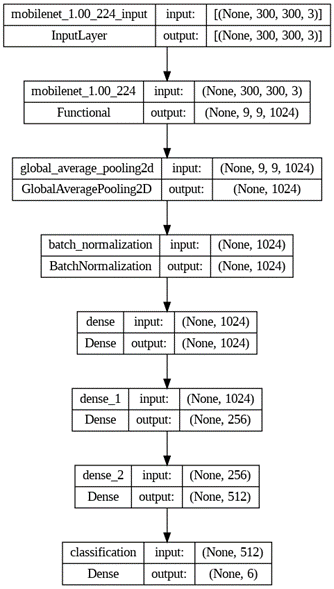 mobilenet_1.00_224_input input: [(None, 300, 300, 3)]
InputLayer output: [(None, 300, 300, 3)]
mobilenet_1.00_224 input: (None, 300, 300, 3)
Functional output: (None, 9, 9, 1024)
global_average_pooling2d input: (None, 9, 9, 1024)
GlobalAveragePooling2D output: (None, 1024)
batch_normalization input: (None, 1024)
BatchNormalization output: (None, 1024)
dense input: (None, 1024)
Dense output: (None, 1024)
dense_1 input: (None, 1024)
Dense output: (None, 256)
dense_2 input: (None, 256)
Dense output: (None, 512)
classification input: (None, 512)
Dense output: (None, 6)